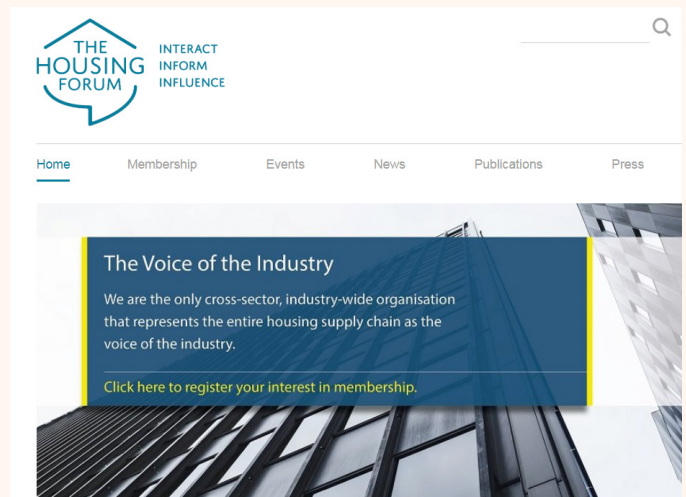 THE
HOUSING
FORUM
INTERACT
INFORM
INFLUENCE
Home Membership Events News Publications Press
The Voice of the Industry
We are the only cross-sector, industry-wide organisation
that represents the entire housing supply chain as the
voice of the industry.
Click here to register your interest in membership.